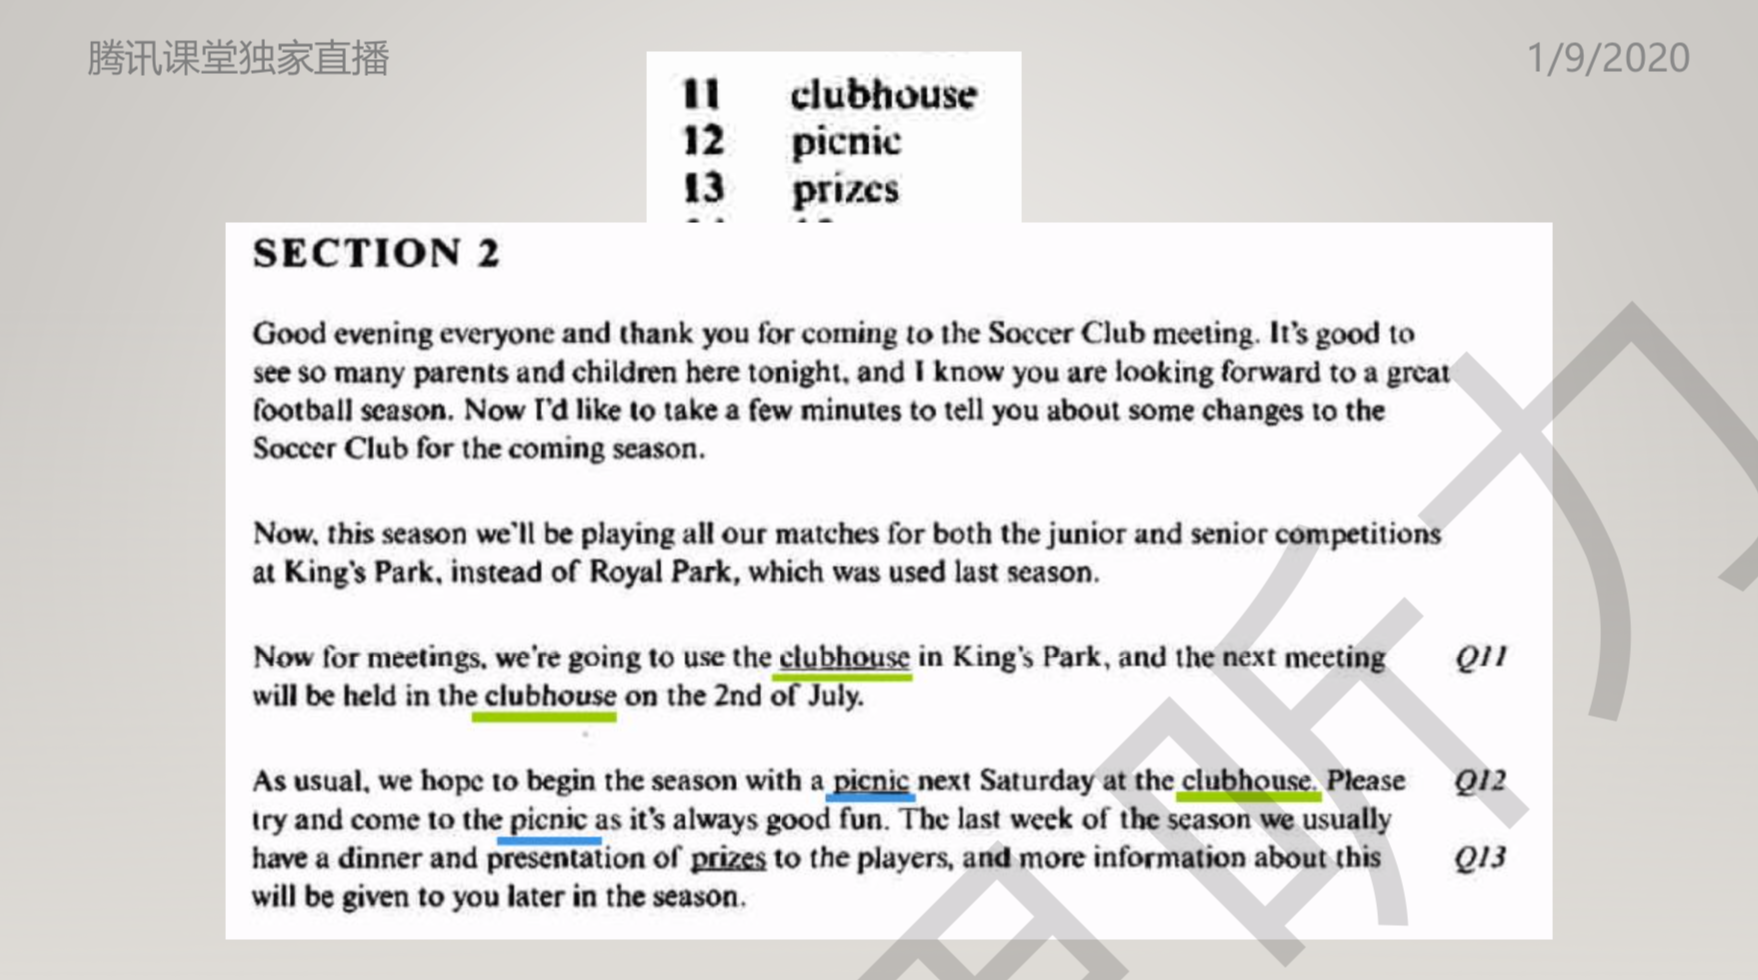 腾讯课堂独家直播
1/9/2020
11 clubhouse
12 picnic
13 prizes
SECTION 2
Good evening everyone and thank you for coming to the Soccer Club meeting. It's good to
see so many parents and children here tonight, and I know you are looking forward to a great
football season. Now I'd like to take a few minutes to tell you about some changes to the
Soccer Club for the coming season.
Now, this season we'll be playing all our matches for both the junior and senior competitions
at King's Park, instead of Royal Park, which was used last season.
Now for meetings, we're going to use the clubhouse in King's Park, and the next meeting Q11
will be held in the clubhouse on the 2nd of July.
As usual, we hope to begin the season with a picnic next Saturday at the clubhouse. Please Q12
try and come to the picnic as it's always good fun. The last week of the season we usually
have a dinner and presentation of prizes to the players, and more information about this Q13
will be given to you later in the season.
听力